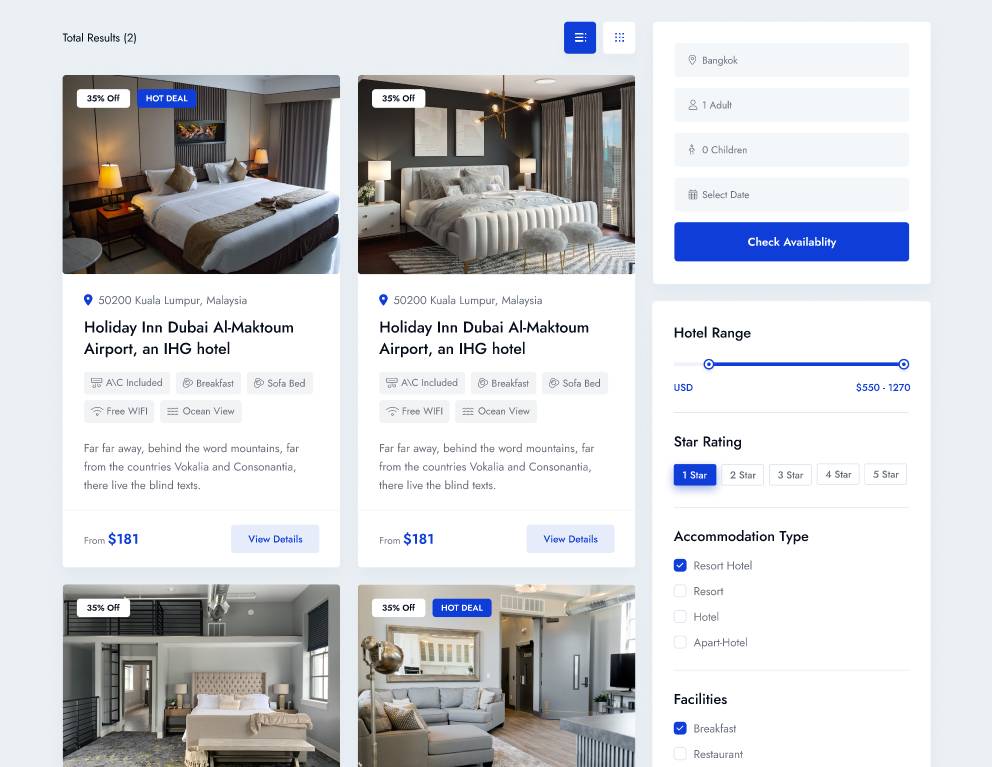 Total Results (2)
35% Off
HOT DEAL
50200 Kuala Lumpur, Malaysia
Holiday Inn Dubai Al-Maktoum
Airport, an IHG hotel
A\C Included
Breakfast
Sofa Bed
Free WIFI
Ocean View
Far far away, behind the word mountains, far
from the countries Vokalia and Consonantia,
there live the blind texts.
From $181
View Details
35% Off
50200 Kuala Lumpur, Malaysia
Holiday Inn Dubai Al-Maktoum
Airport, an IHG hotel
A\C Included
Breakfast
Sofa Bed
Free WIFI
Ocean View
Far far away, behind the word mountains, far
from the countries Vokalia and Consonantia,
there live the blind texts.
From $181
View Details
35% Off
35% Off
HOT DEAL
Bangkok
1 Adult
0 Children
Select Date
Check Availablity
Hotel Range
USD
$550 - 1270
Star Rating
1 Star
2 Star
3 Star
4 Star
5 Star
Accommodation Type
Resort Hotel
Resort
Hotel
Apart-Hotel
Facilities
Breakfast
Restaurant